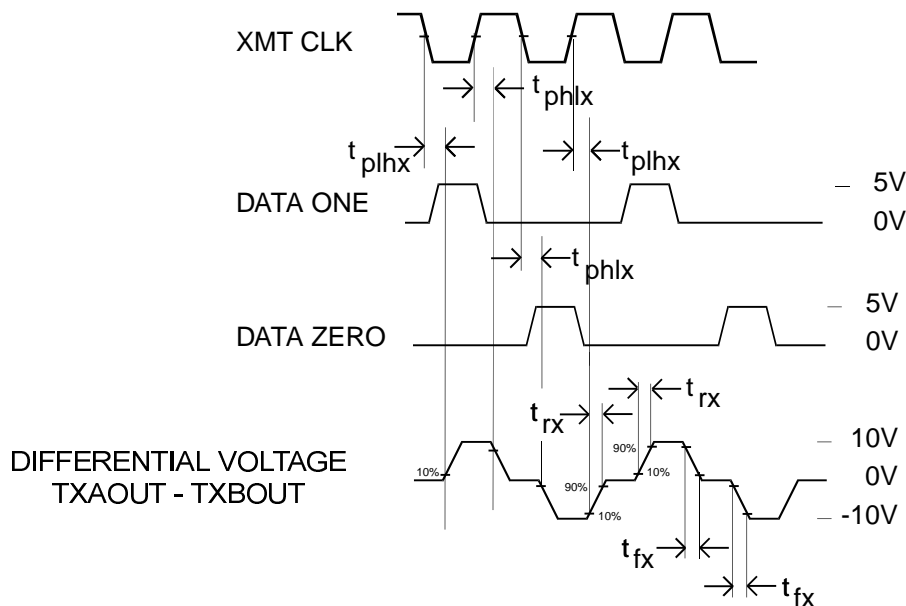 XMT CLK
t phlx
t plhx
t plhx
DATA ONE
5V
0V
t phlx
DATA ZERO
5V
0V
t rx
t rx
DIFFERENTIAL VOLTAGE
TXAOUT - TXBOUT
10%
90%
10%
90%
10%
10V
0V
-10V
t fx
t fx